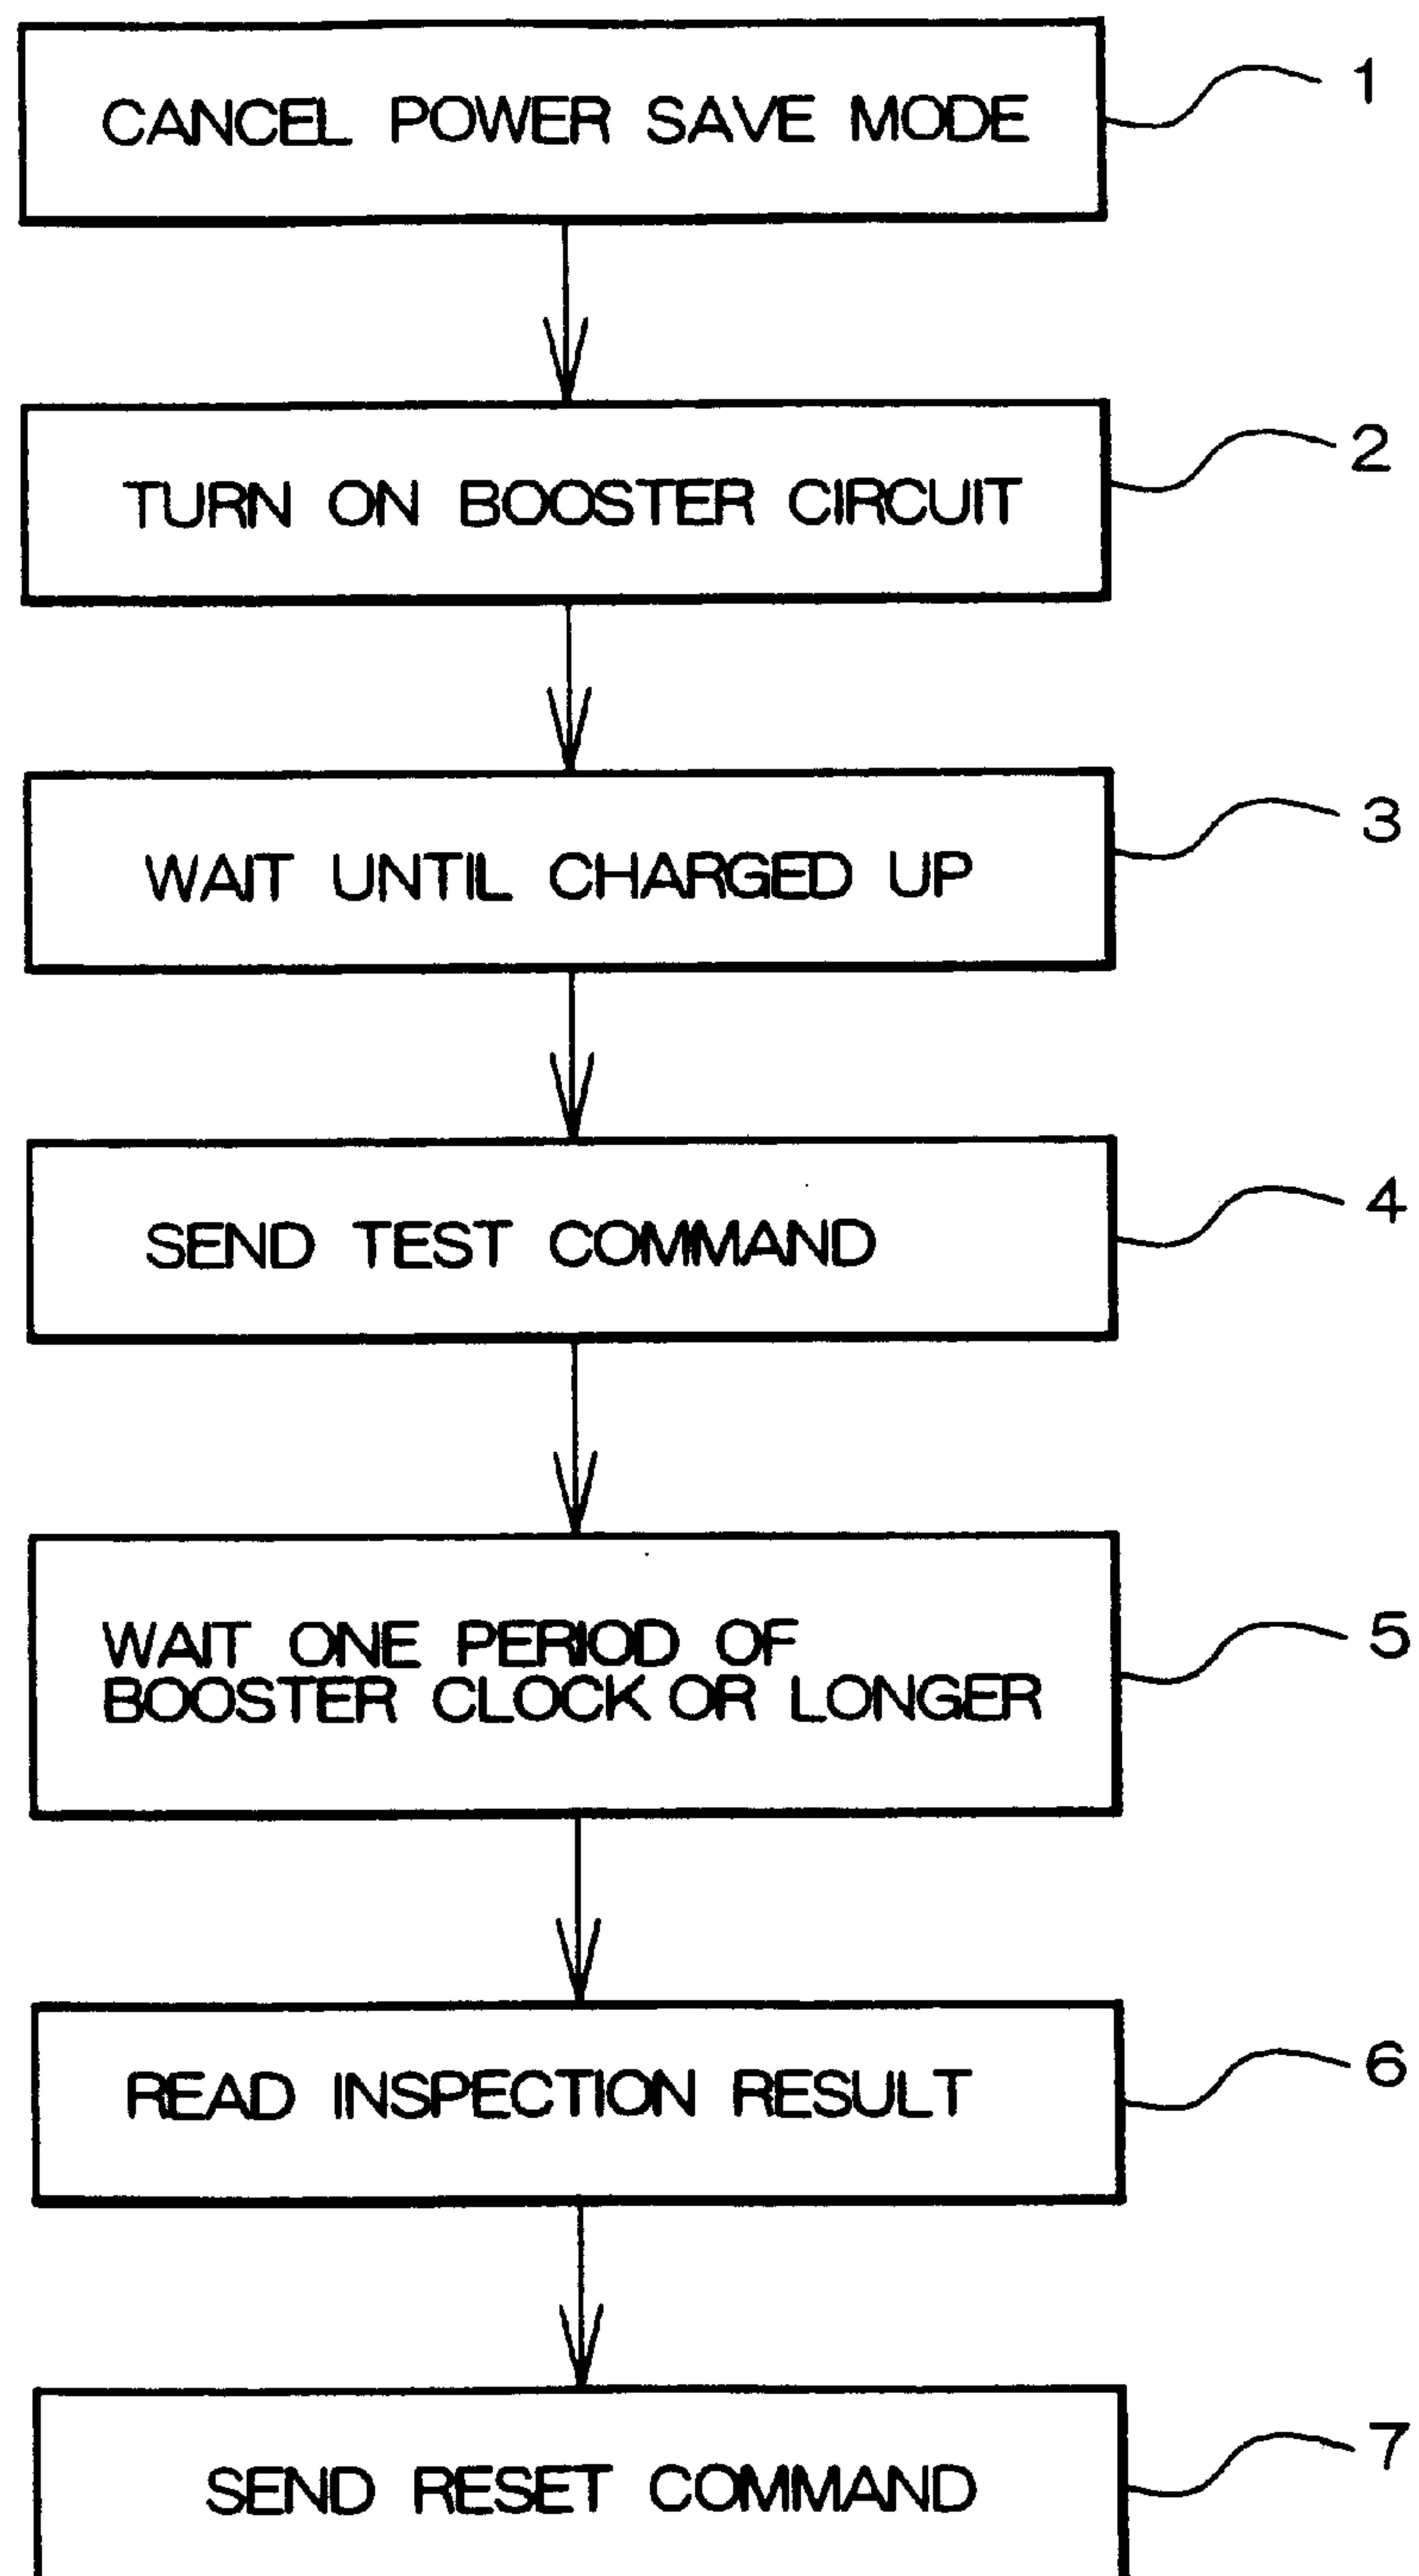 CANCEL POWER SAVE MODE
1
TURN ON BOOSTER CIRCUIT
2
WAIT UNTIL CHARGED UP
3
SEND TEST COMMAND
4
WAIT ONE PERIOD OF
BOOSTER CLOCK OR LONGER
5
READ INSPECTION RESULT
6
SEND RESET COMMAND
7